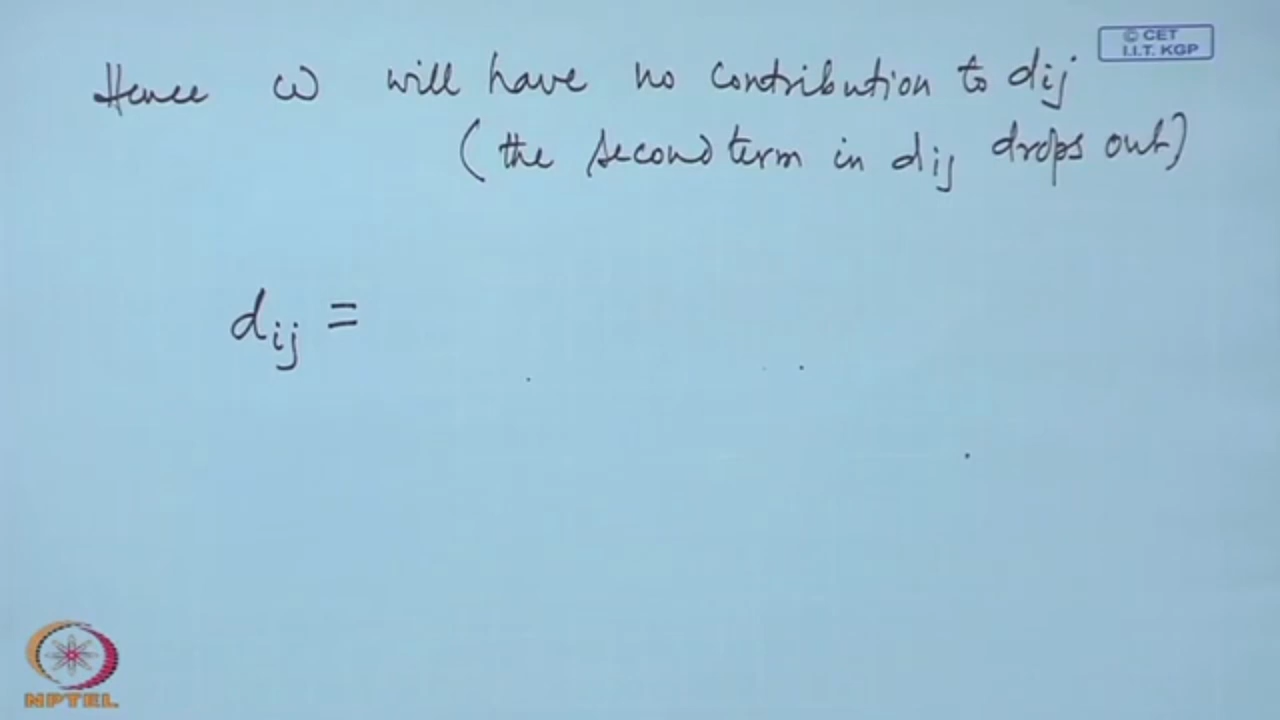 © CET
I.I.T. KGP
Hence ω will have no contribution to dij
(the second term in dij drops out)
dij =
NPTEL